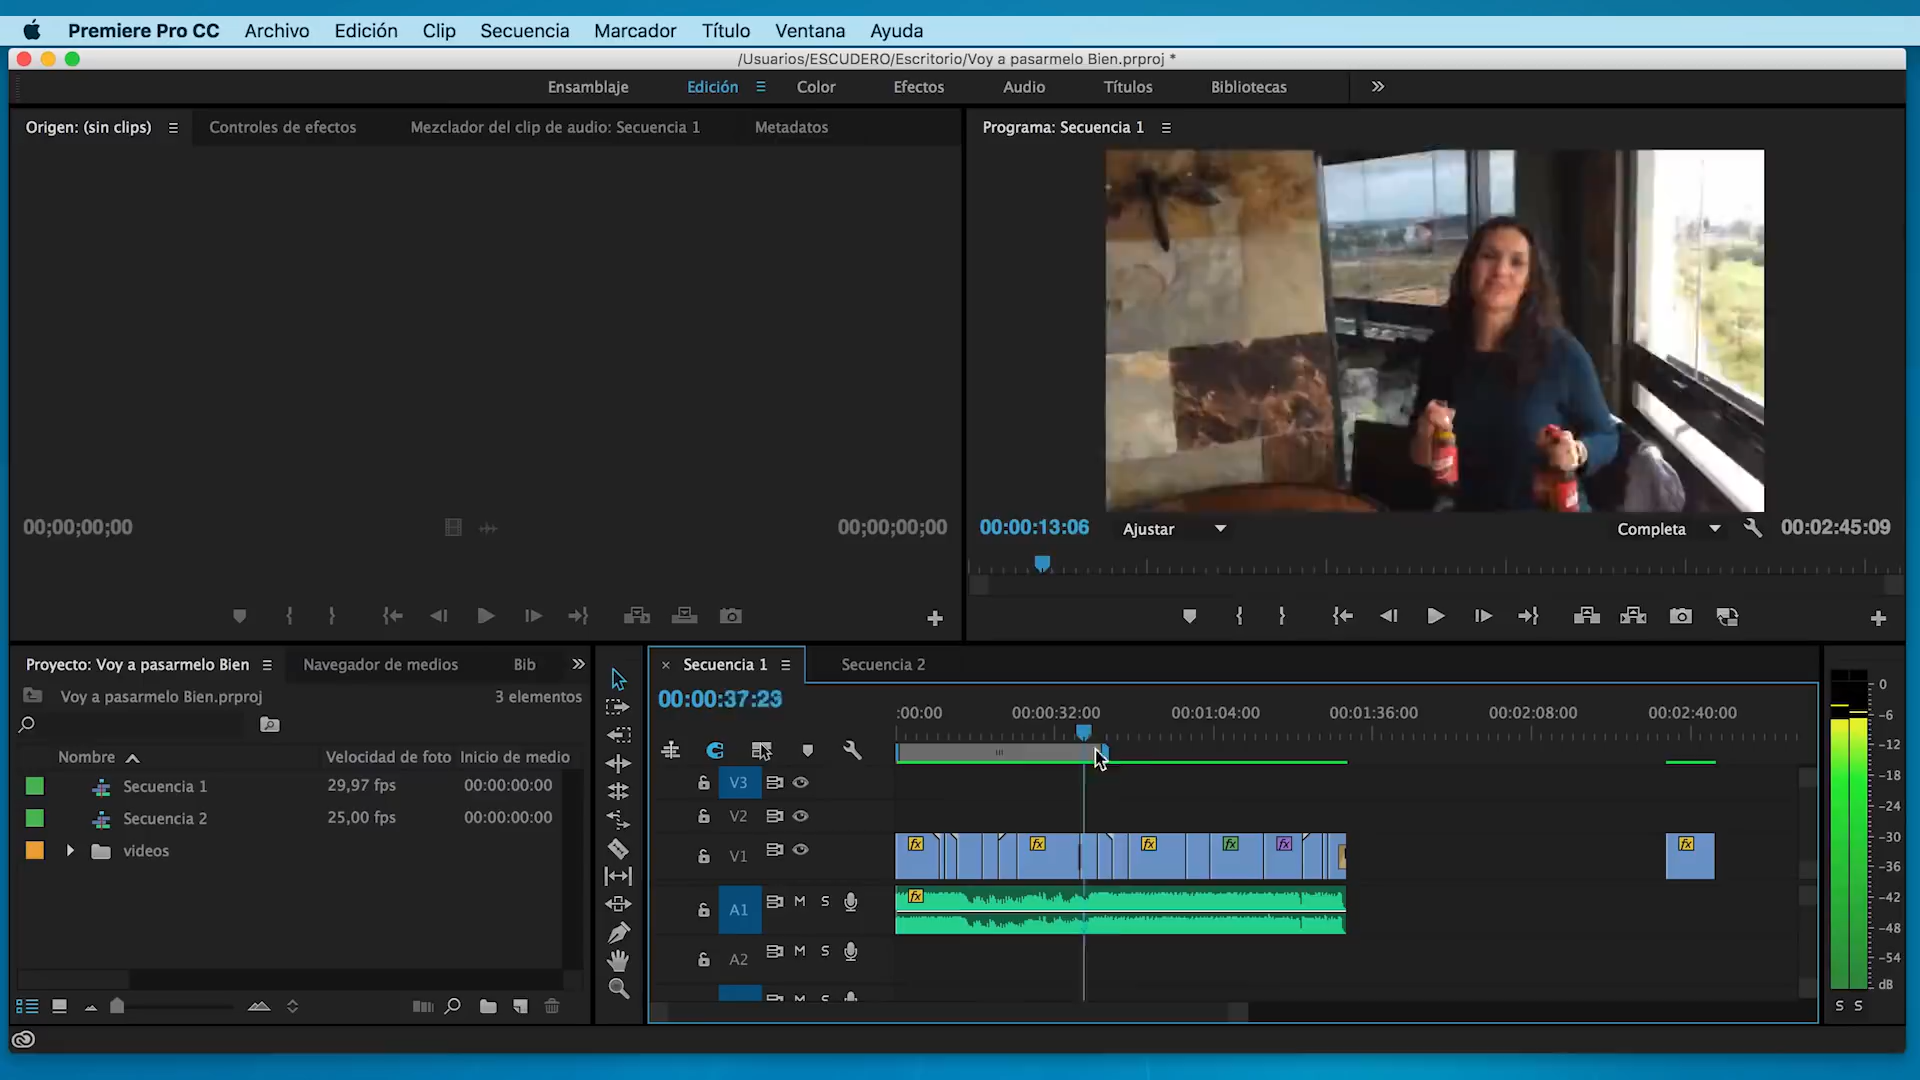 Premiere Pro CC Archivo Edición Clip Secuencia Marcador Título Ventana Ayuda
/Usuarios/ESCUDERO/Escritorio/Voy a pasarmelo Bien.prproj *
Ensamblaje Edición Color Efectos Audio Títulos Bibliotecas
Origen: (sin clips) Controles de efectos Mezclador del clip de audio: Secuencia 1 Metadatos
Programa: Secuencia 1
00;00;00;00 00;00;00;00
00:00:13:06 Ajustar Completa 00:02:45:09
Proyecto: Voy a pasarmelo Bien Navegador de medios Bib
Voy a pasarmelo Bien.prproj 3 elementos
Nombre Velocidad de foto Inicio de medio
Secuencia 1 29,97 fps 00:00:00:00
Secuencia 2 25,00 fps 00:00:00:00
videos
Secuencia 1 Secuencia 2
00:00:37:23
:00:00 00:00:32:00 00:01:04:00 00:01:36:00 00:02:08:00 00:02:40:00
V3
V2
V1 fx fx fx fx fx fx
A1 M S fx
A2 M S
0
-6
-12
-18
-24
-30
-36
-42
-48
-54
dB
S S